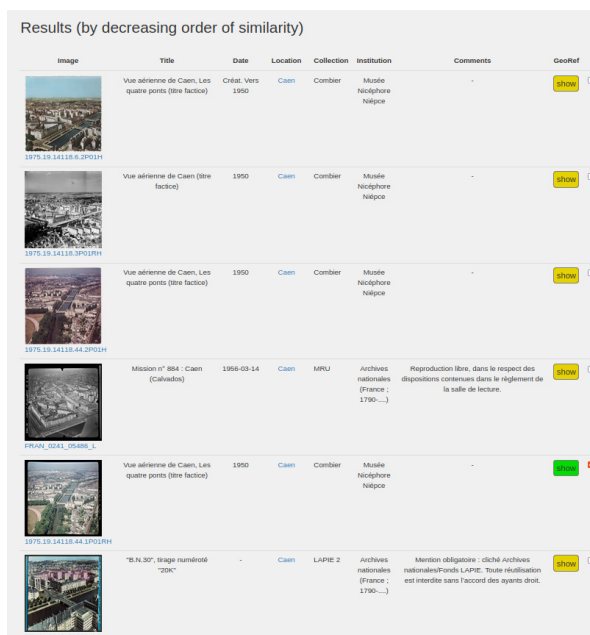 Results (by decreasing order of similarity)
Image Title Date Location Collection Institution Comments GeoRef
Vue aérienne de Caen, Les Créat. Vers Caen Combier Musée - show
quatre ponts (titre factice) 1950 Nicéphore
Niépce
1975.19.14118.6.2P01H
Vue aérienne de Caen (titre 1950 Caen Combier Musée - show
factice) Nicéphore
Niépce
1975.19.14118.3P01RH
Vue aérienne de Caen, Les 1950 Caen Combier Musée - show
quatre ponts (titre factice) Nicéphore
Niépce
1975.19.14118.44.2P01H
Mission n° 884 : Caen 1956-03-14 Caen MRU Archives Reproduction libre, dans le respect des show
(Calvados) nationales dispositions contenues dans le règlement de
(France ; la salle de lecture.
1790-....)
FRAN_0241_05486_L
Vue aérienne de Caen, Les 1950 Caen Combier Musée - show
quatre ponts (titre factice) Nicéphore
Niépce
1975.19.14118.44.1P01RH
"B.N.30", tirage numéroté - Caen LAPIE 2 Archives Mention obligatoire : cliché Archives show
"20K" nationales nationales/Fonds LAPIE. Toute réutilisation
(France ; est interdite sans l'accord des ayants droit.
1790-....)